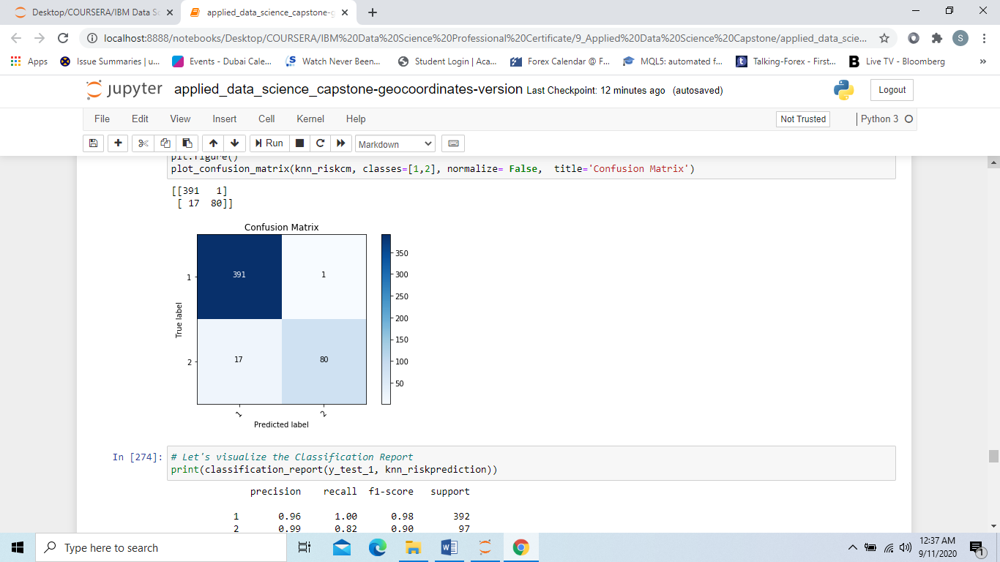 Desktop/COURSERA/IBM Data Sc
applied_data_science_capstone-g
localhost:8888/notebooks/Desktop/COURSERA/IBM%20Data%20Science%20Professional%20Certificate/9_Applied%20Data%20Science%20Capstone/applied_data_scie...
S
Apps Issue Summaries | u... Events - Dubai Cale... Watch Never Been... Student Login | Aca... Forex Calendar @ F... MQL5: automated f... Talking-Forex - First... Live TV - Bloomberg »
jupyter applied_data_science_capstone-geocoordinates-version Last Checkpoint: 12 minutes ago (autosaved) Logout
File Edit View Insert Cell Kernel Help Not Trusted Python 3
Run Markdown
plt.figure()
plot_confusion_matrix(knn_riskcm, classes=[1,2], normalize= False,  title='Confusion Matrix')
[[391   1]
[ 17  80]]
Confusion Matrix
391 1
17 80
1
2
True label
1 2
Predicted label
350
300
250
200
150
100
50
In [274]: # Let's visualize the Classification Report
print(classification_report(y_test_1, knn_riskprediction))
precision recall f1-score support
1 0.96 1.00 0.98 392
2 0.99 0.82 0.90 97
Type here to search
12:37 AM
9/11/2020
1